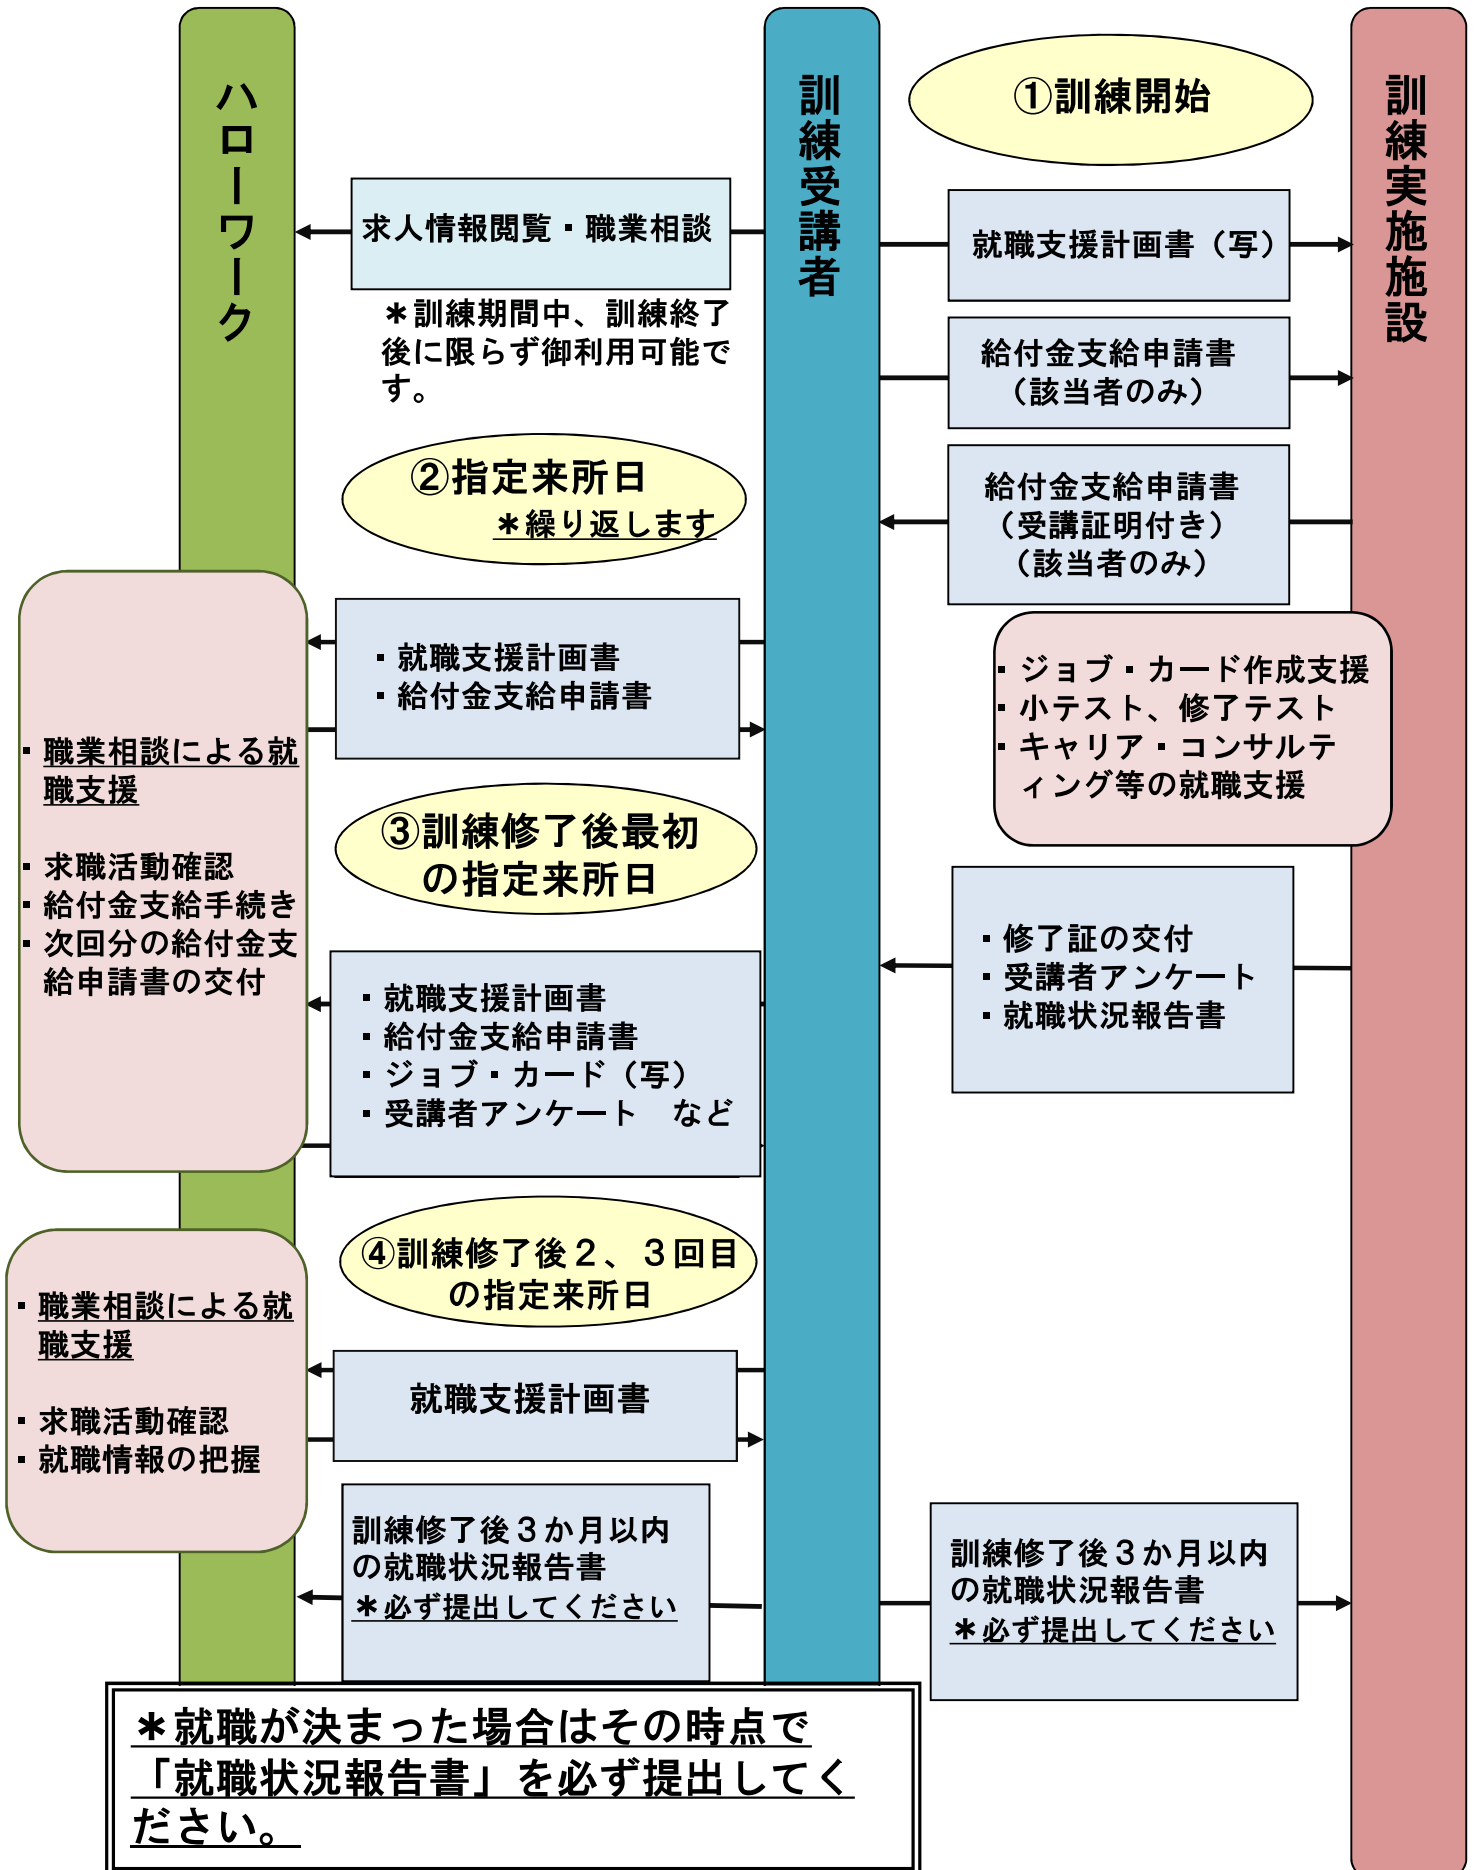 ハローワーク
訓練受講者
訓練実施施設
①訓練開始
求人情報閲覧・職業相談
＊訓練期間中、訓練終了
後に限らず御利用可能で
す。
就職支援計画書（写）
給付金支給申請書
（該当者のみ）
給付金支給申請書
（受講証明付き）
（該当者のみ）
②指定来所日
＊繰り返します
・就職支援計画書
・給付金支給申請書
・ジョブ・カード作成支援
・小テスト、修了テスト
・キャリア・コンサルテ
ィング等の就職支援
・職業相談による就
職支援
・求職活動確認
・給付金支給手続き
・次回分の給付金支
給申請書の交付
③訓練修了後最初
の指定来所日
・就職支援計画書
・給付金支給申請書
・ジョブ・カード（写）
・受講者アンケート　など
・修了証の交付
・受講者アンケート
・就職状況報告書
④訓練修了後２、３回目
の指定来所日
・職業相談による就
職支援
・求職活動確認
・就職情報の把握
就職支援計画書
訓練修了後３か月以内
の就職状況報告書
＊必ず提出してください
訓練修了後３か月以内
の就職状況報告書
＊必ず提出してください
＊就職が決まった場合はその時点で
「就職状況報告書」を必ず提出してく
ださい。